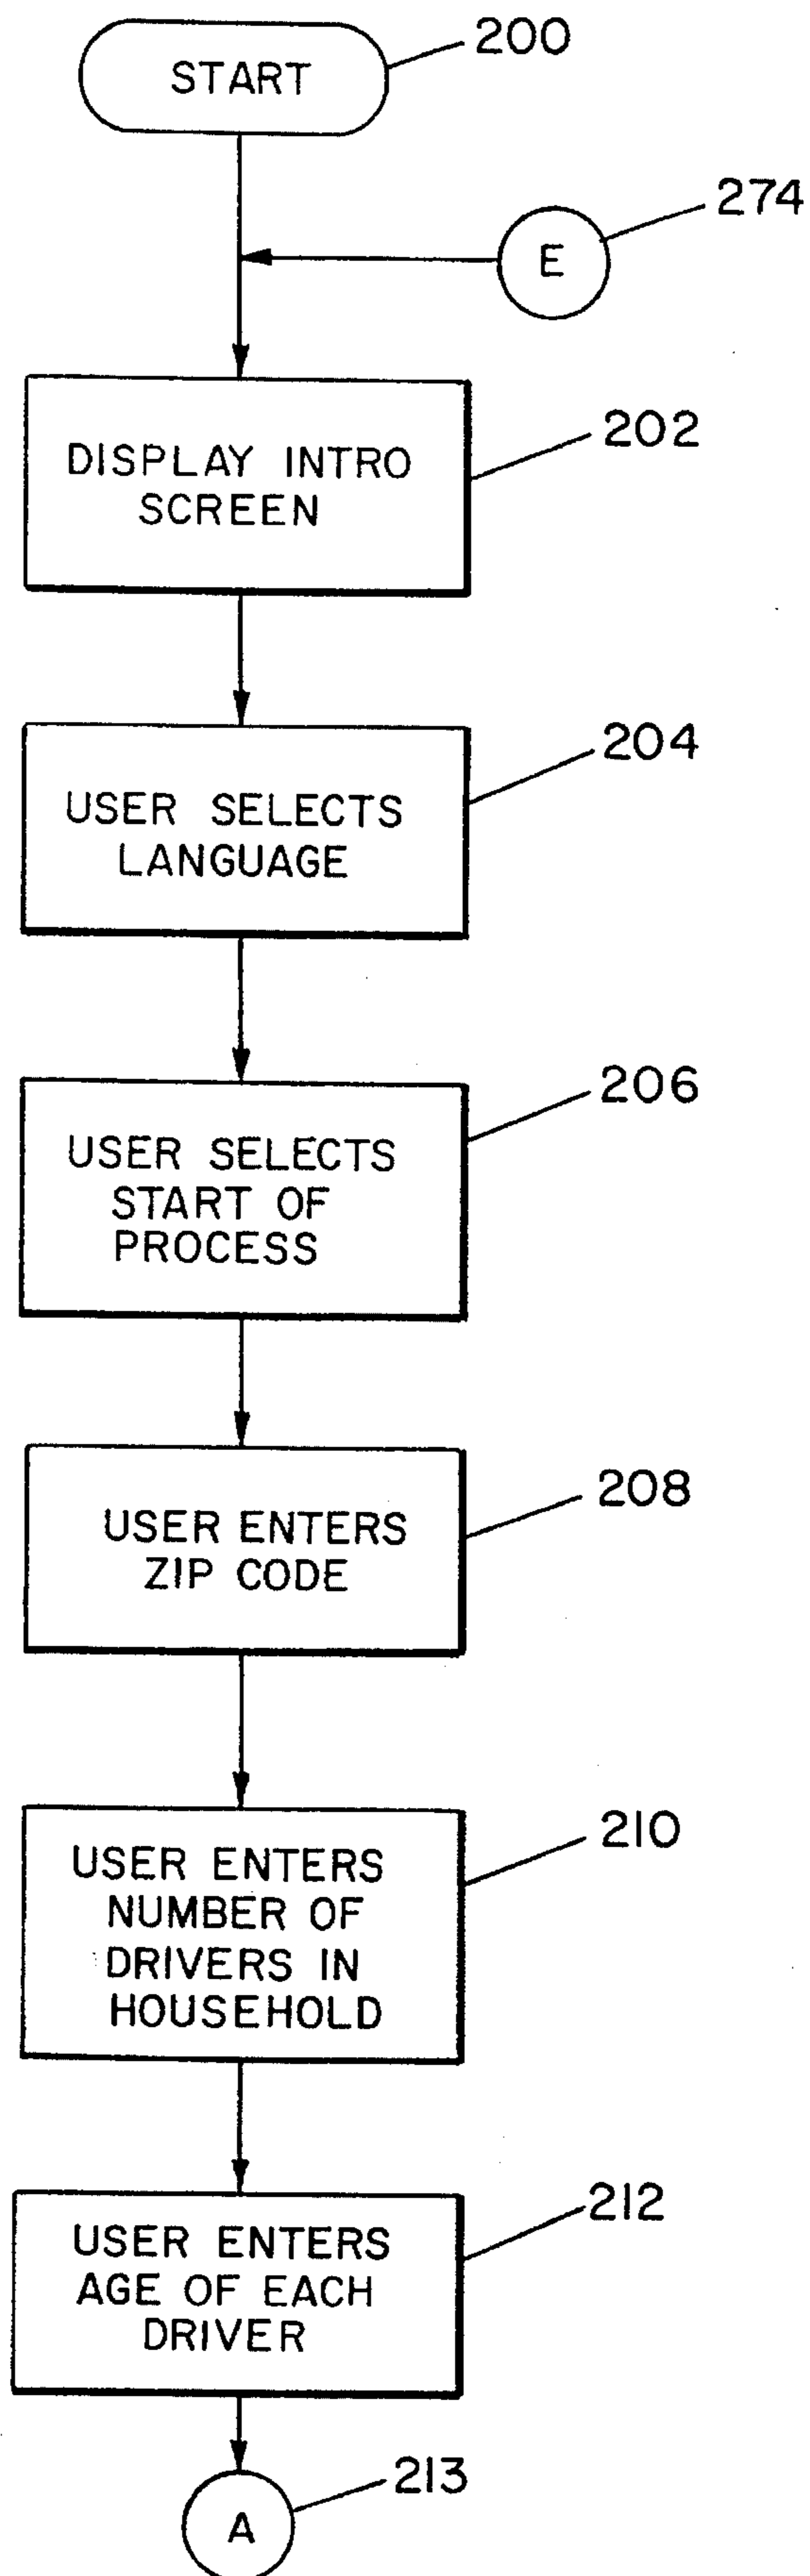 START
200
E
274
DISPLAY INTRO
SCREEN
202
USER SELECTS
LANGUAGE
204
USER SELECTS
START OF
PROCESS
206
USER ENTERS
ZIP CODE
208
USER ENTERS
NUMBER OF
DRIVERS IN
HOUSEHOLD
210
USER ENTERS
AGE OF EACH
DRIVER
212
A
213